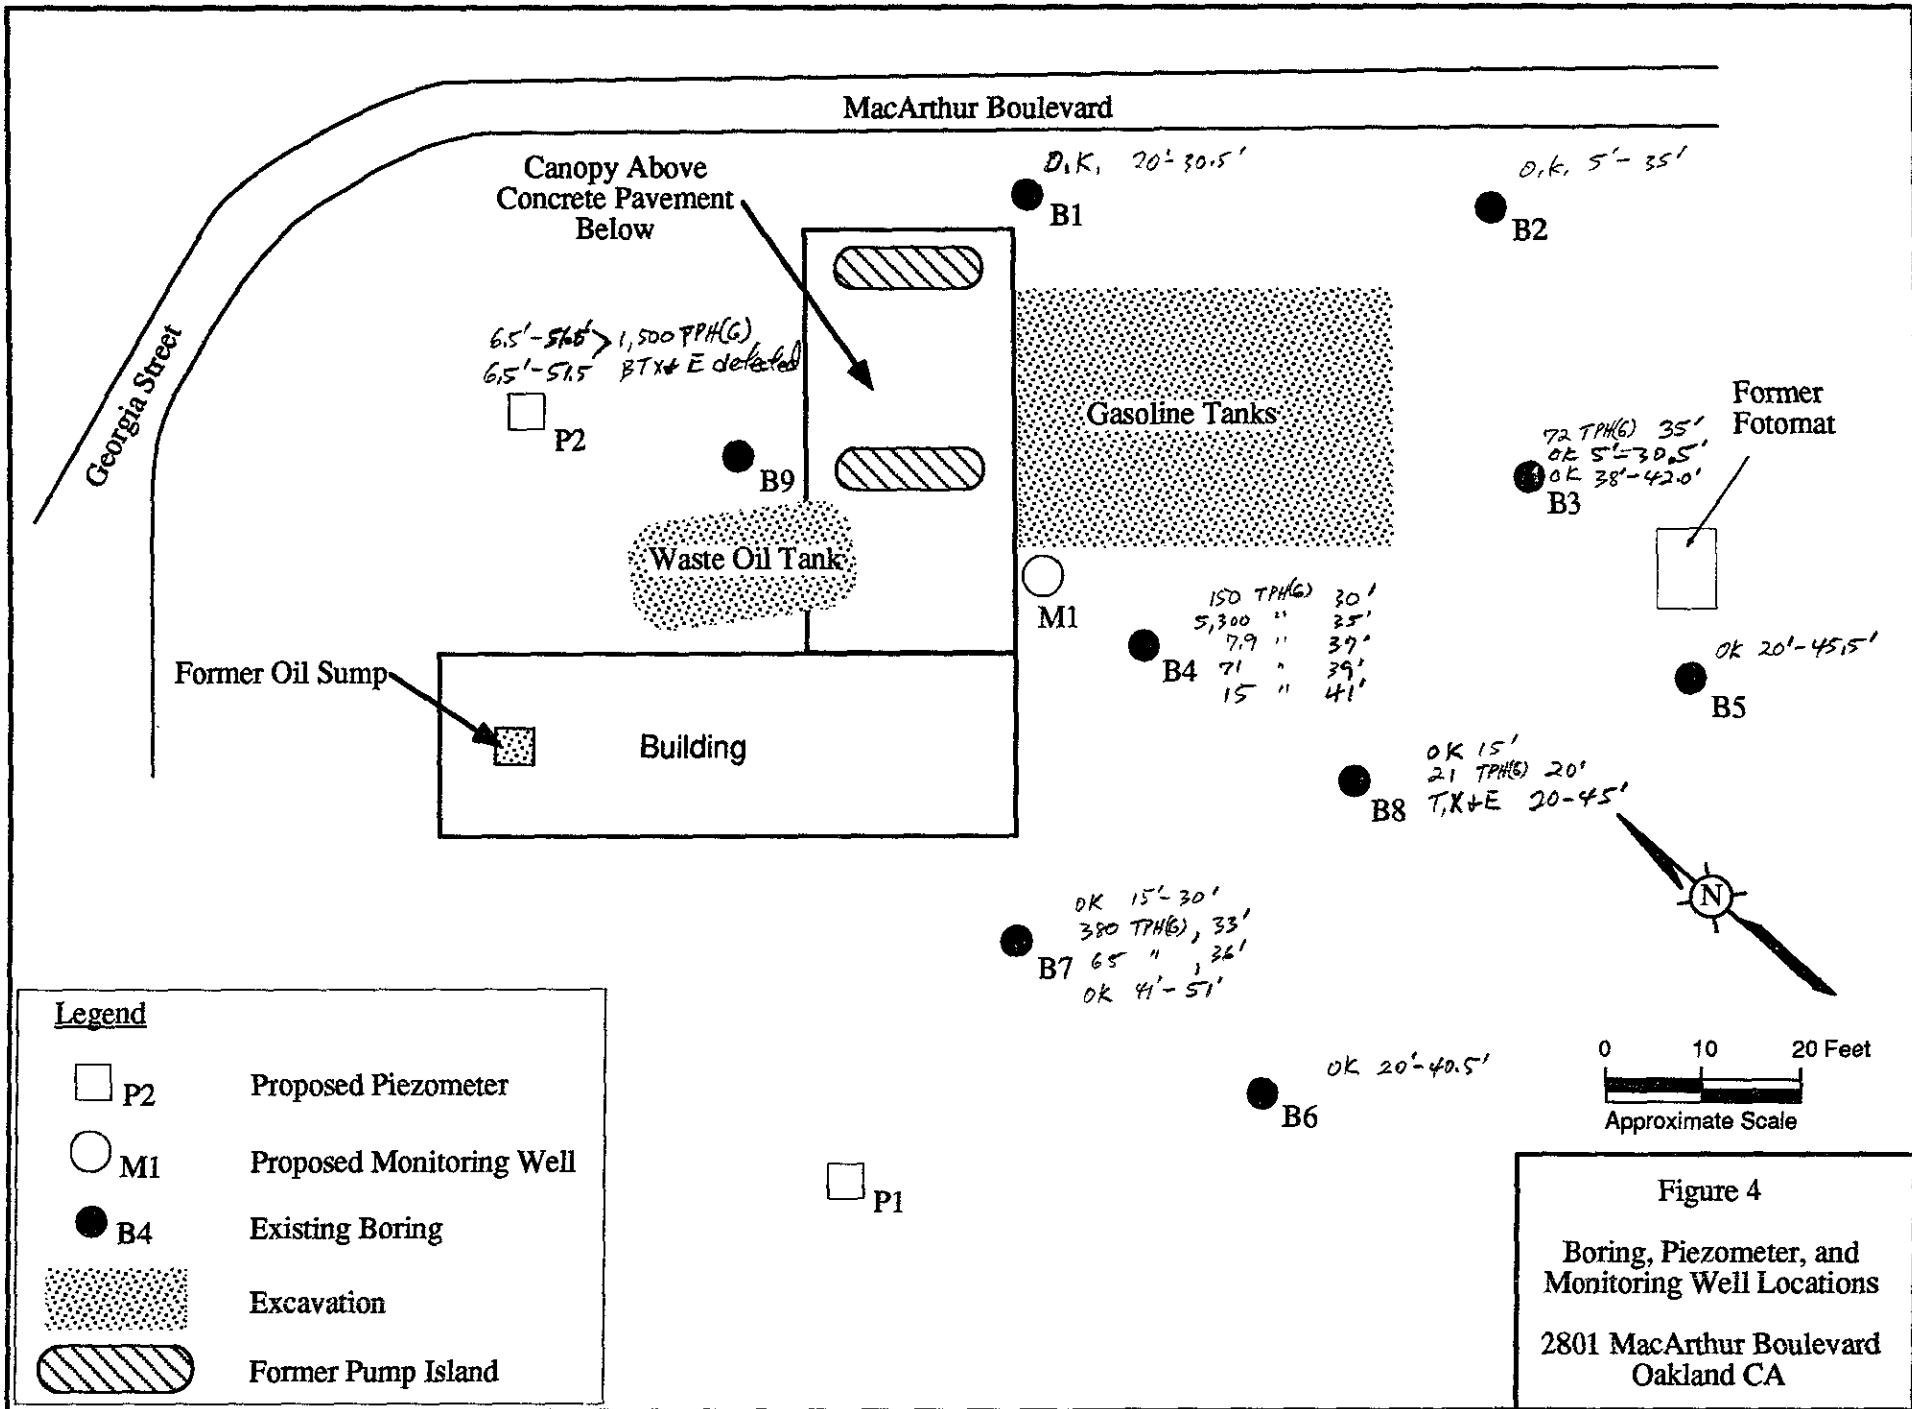 MacArthur Boulevard
Georgia Street
Canopy Above
Concrete Pavement
Below
O.K, 20'-30.5'
B1
O.K, 5'-35'
B2
6.5'-51.5' > 1,500 TPH(G)
6.5'-51.5 BTX+E detected
P2
B9
Gasoline Tanks
Former
Fotomat
72 TPH(G) 35'
OK 5'-30.5'
OK 38'-42.0'
B3
Waste Oil Tank
M1
150 TPH(G) 30'
5,300 " 35'
7.9 " 37'
71 " 39'
15 " 41'
B4
OK 20'-45.5'
B5
Former Oil Sump
Building
OK 15'
21 TPH(G) 20'
T,X+E 20-45'
B8
N
OK 15'-30'
380 TPH(G), 33'
65 ", 36'
OK 41'-51'
B7
OK 20'-40.5'
B6
P1
0 10 20 Feet
Approximate Scale
Legend
P2 Proposed Piezometer
M1 Proposed Monitoring Well
B4 Existing Boring
Excavation
Former Pump Island
Figure 4
Boring, Piezometer, and
Monitoring Well Locations
2801 MacArthur Boulevard
Oakland CA